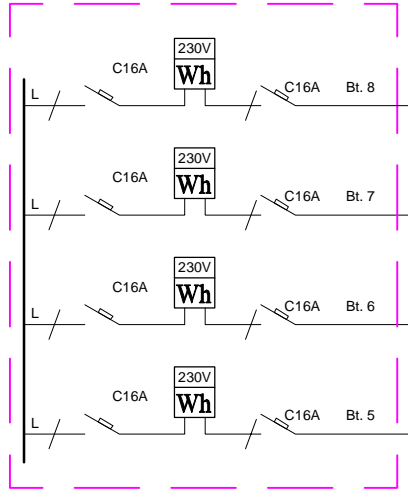 230V
C16A
Wh
C16A Bt. 8
L
230V
C16A
Wh
C16A Bt. 7
L
230V
C16A
Wh
C16A Bt. 6
L
230V
C16A
Wh
C16A Bt. 5
L